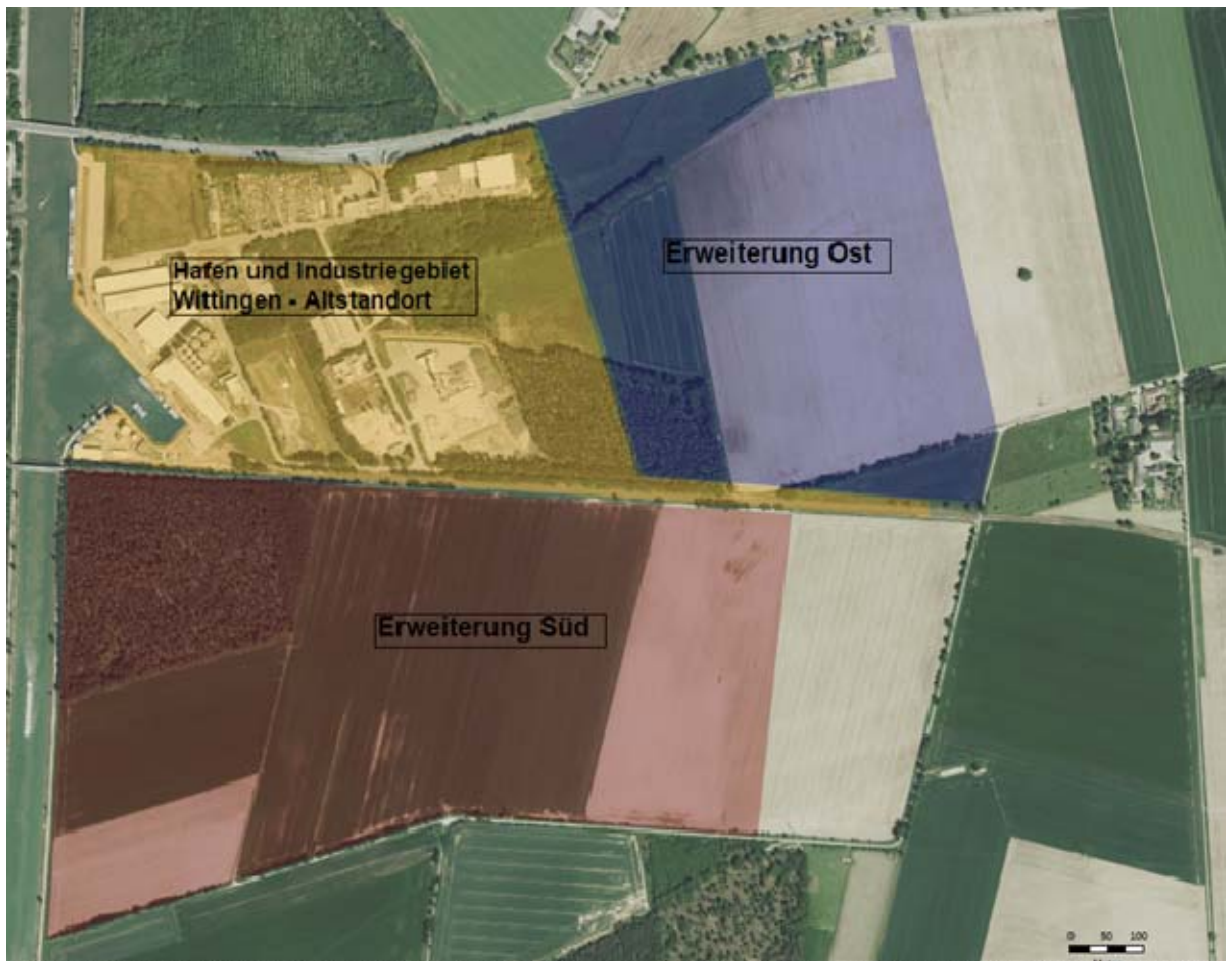 Erweiterung Ost
Hafen und Industriegebiet
Wittingen - Altstandort
Erweiterung Süd
0 50 100